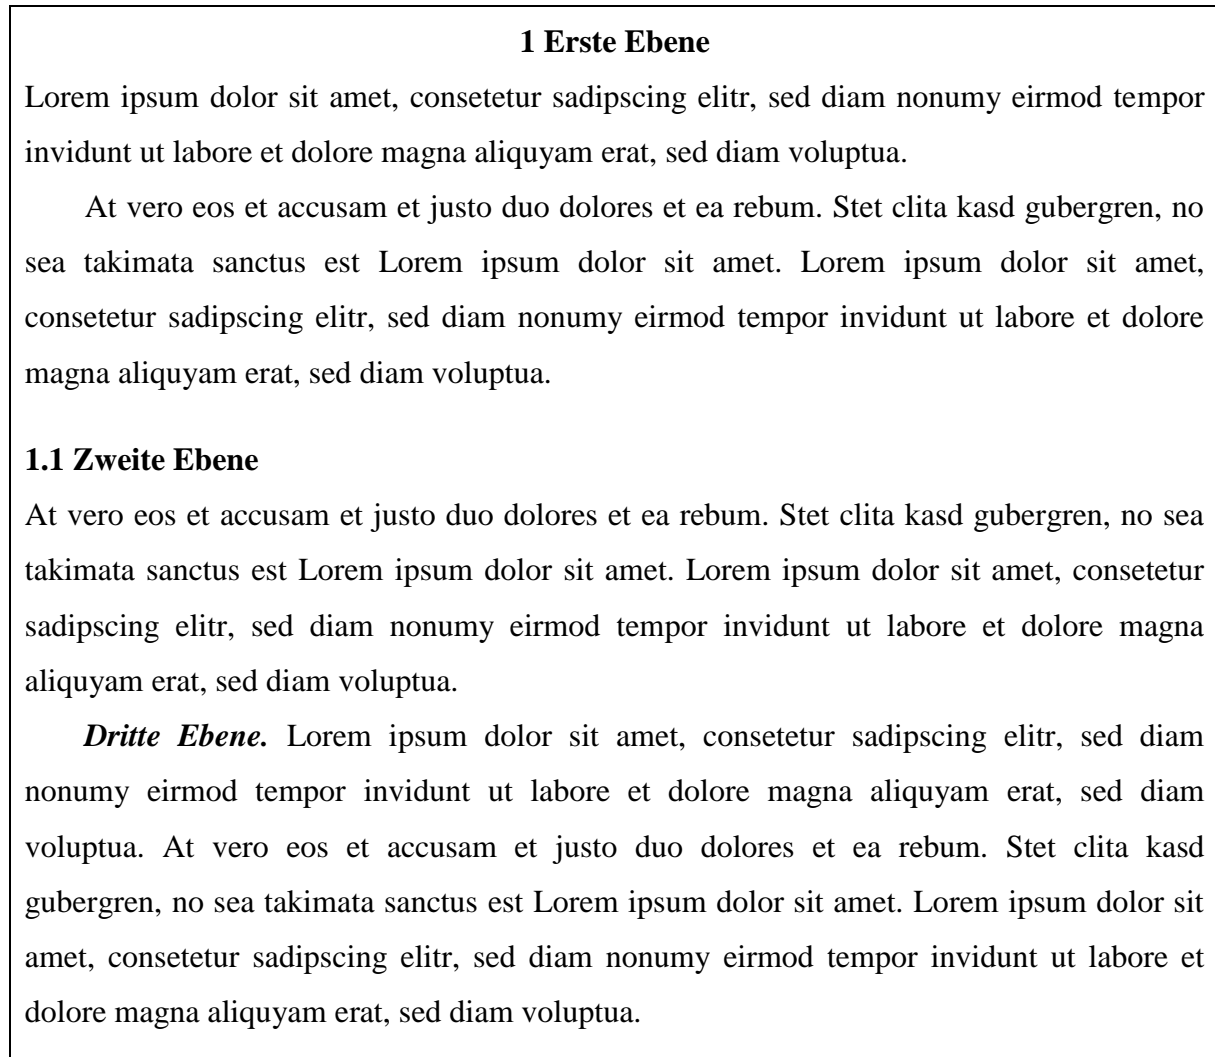 1 Erste Ebene
Lorem ipsum dolor sit amet, consetetur sadipscing elitr, sed diam nonumy eirmod tempor
invidunt ut labore et dolore magna aliquyam erat, sed diam voluptua.
At vero eos et accusam et justo duo dolores et ea rebum. Stet clita kasd gubergren, no
sea takimata sanctus est Lorem ipsum dolor sit amet. Lorem ipsum dolor sit amet,
consetetur sadipscing elitr, sed diam nonumy eirmod tempor invidunt ut labore et dolore
magna aliquyam erat, sed diam voluptua.
1.1 Zweite Ebene
At vero eos et accusam et justo duo dolores et ea rebum. Stet clita kasd gubergren, no sea
takimata sanctus est Lorem ipsum dolor sit amet. Lorem ipsum dolor sit amet, consetetur
sadipscing elitr, sed diam nonumy eirmod tempor invidunt ut labore et dolore magna
aliquyam erat, sed diam voluptua.
Dritte Ebene. Lorem ipsum dolor sit amet, consetetur sadipscing elitr, sed diam
nonumy eirmod tempor invidunt ut labore et dolore magna aliquyam erat, sed diam
voluptua. At vero eos et accusam et justo duo dolores et ea rebum. Stet clita kasd
gubergren, no sea takimata sanctus est Lorem ipsum dolor sit amet. Lorem ipsum dolor sit
amet, consetetur sadipscing elitr, sed diam nonumy eirmod tempor invidunt ut labore et
dolore magna aliquyam erat, sed diam voluptua.